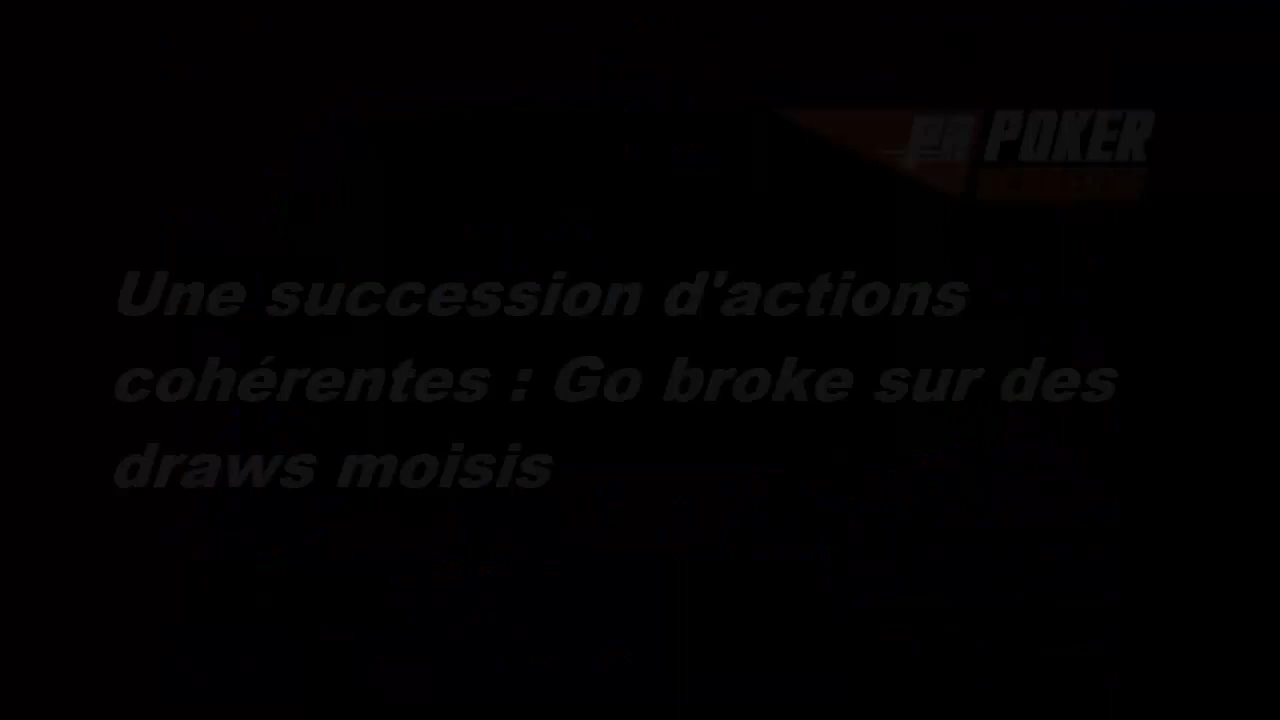 POKER
Une succession d'actions
cohérentes : Go broke sur des
draws moisis